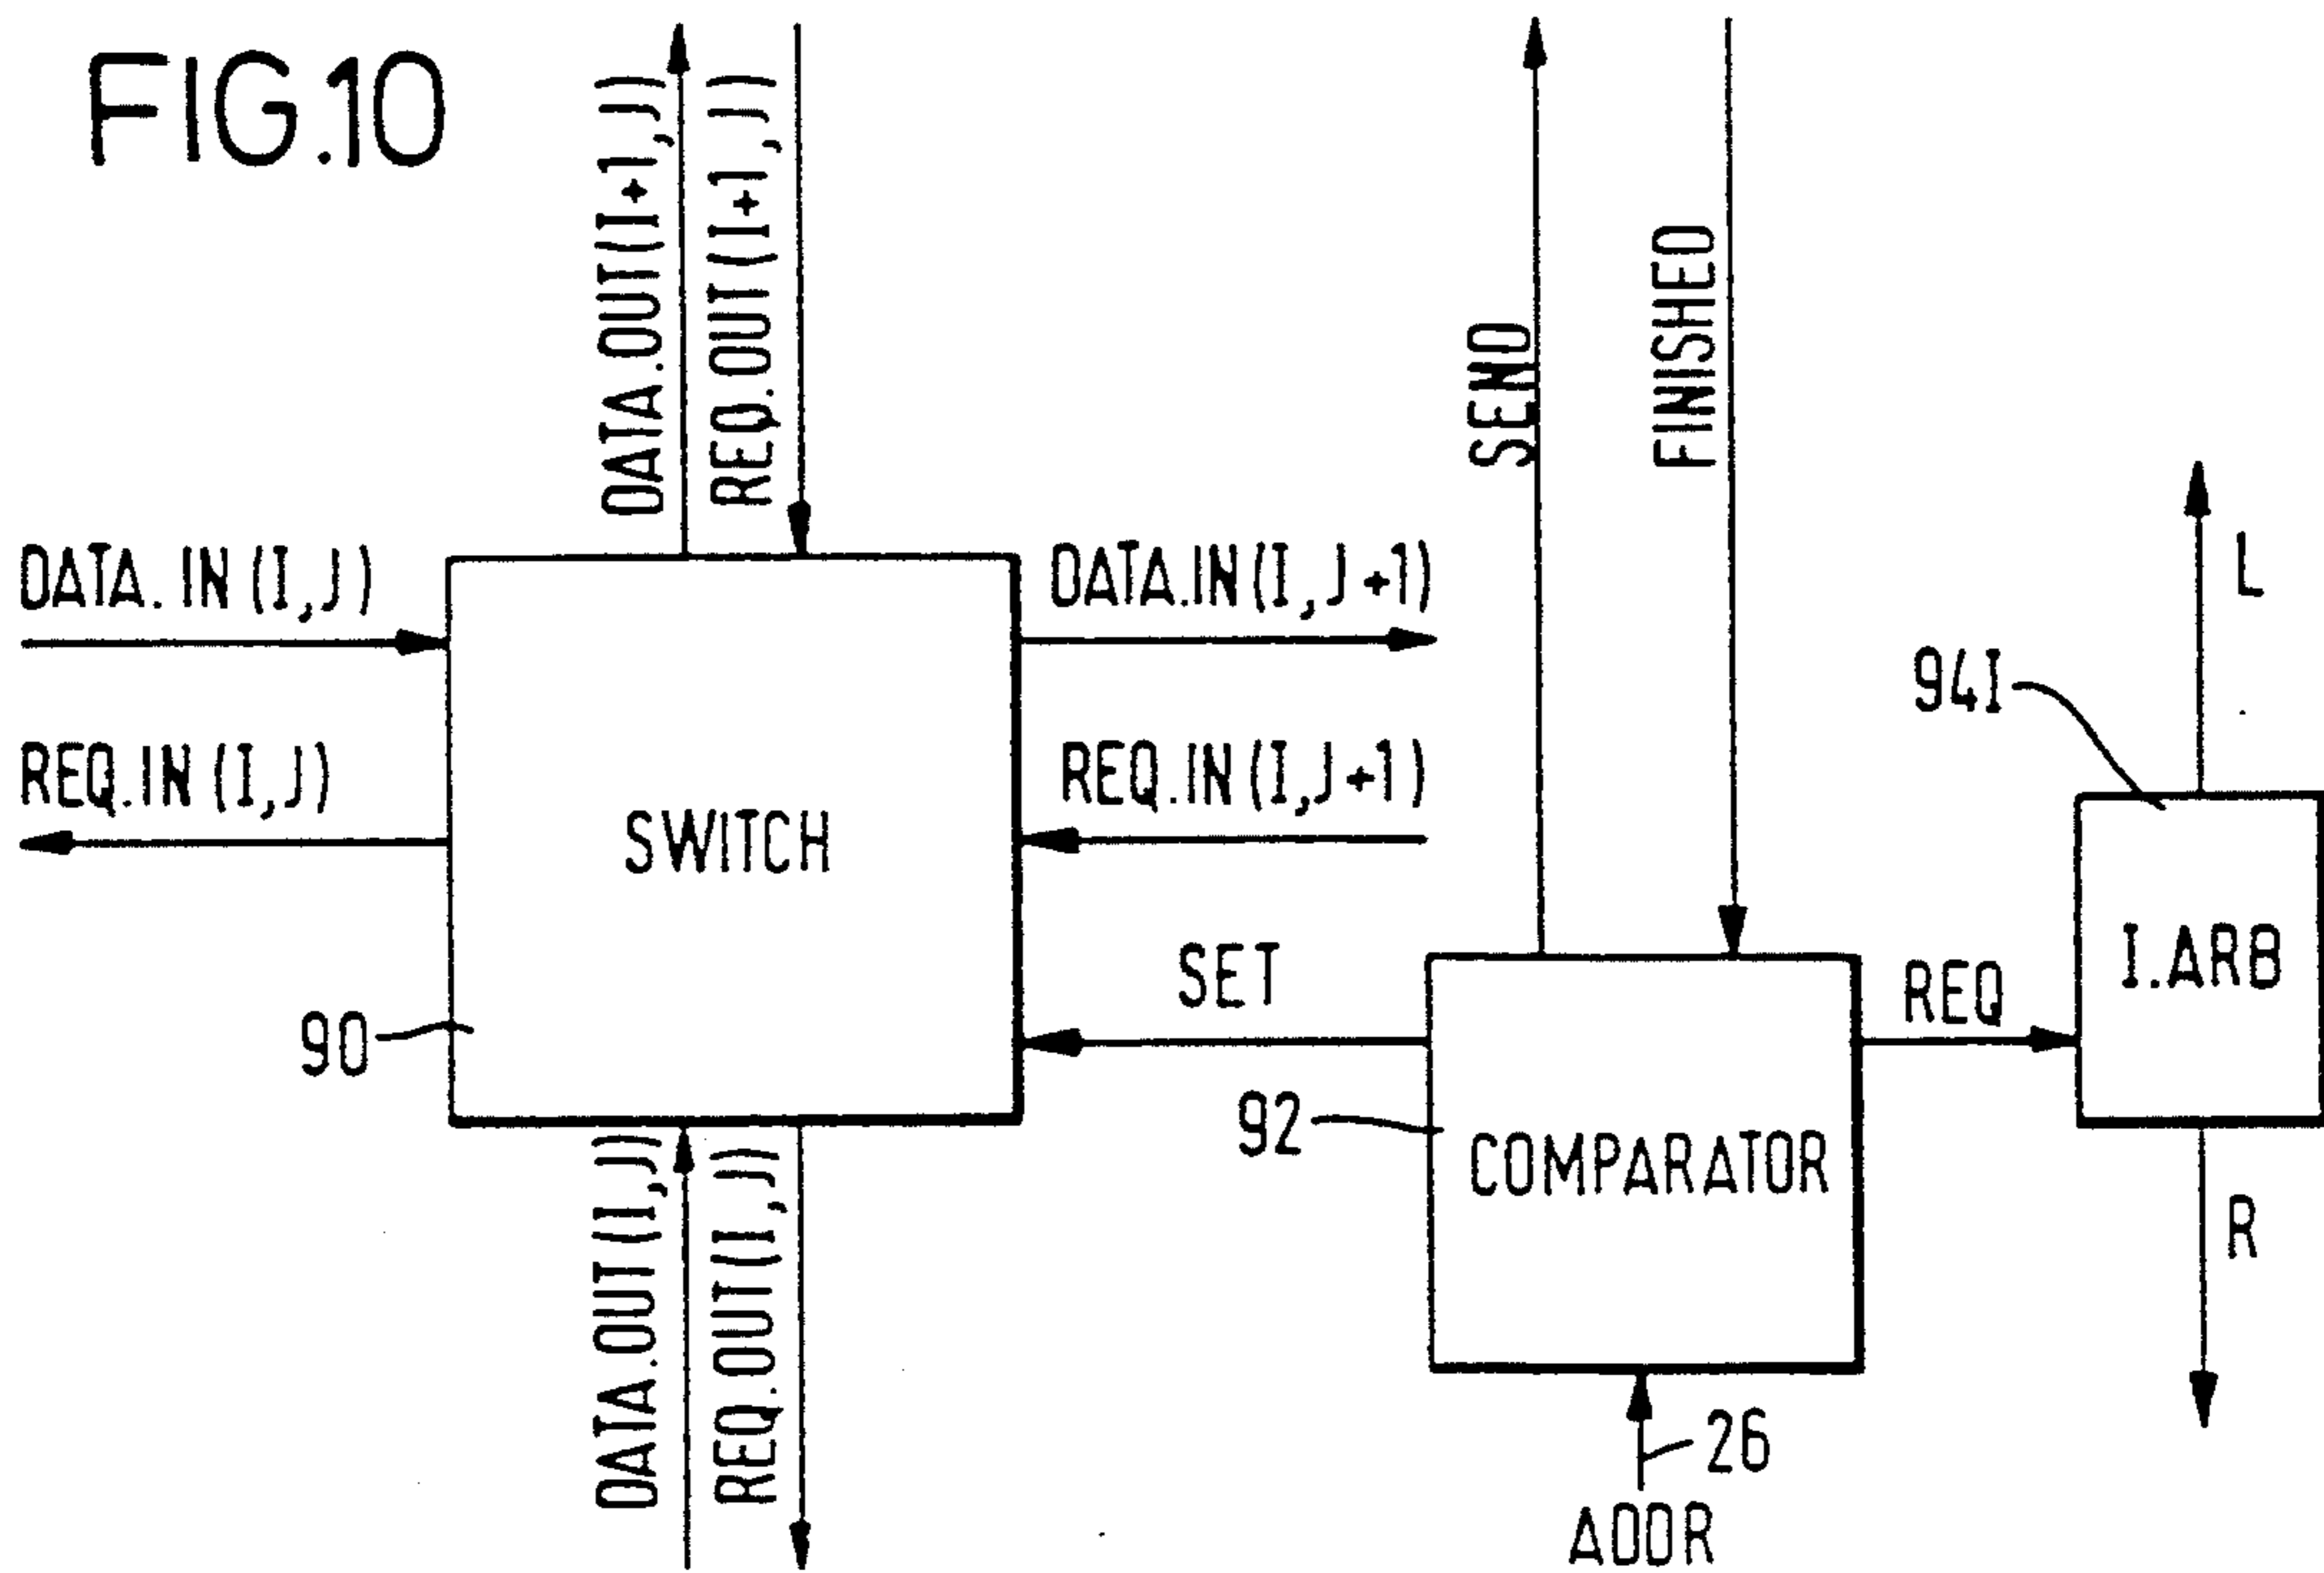 FIG.10
DATA.OUT(I+1,J)
REQ.OUT(I+1,J)
SEND
FINISHED
DATA.IN(I,J)
DATA.IN(I,J+1)
L
94I
REQ.IN(I,J)
REQ.IN(I,J+1)
SWITCH
I.ARB
SET
REQ
90
92
COMPARATOR
R
DATA.OUT(I,J)
REQ.OUT(I,J)
26
ADDR